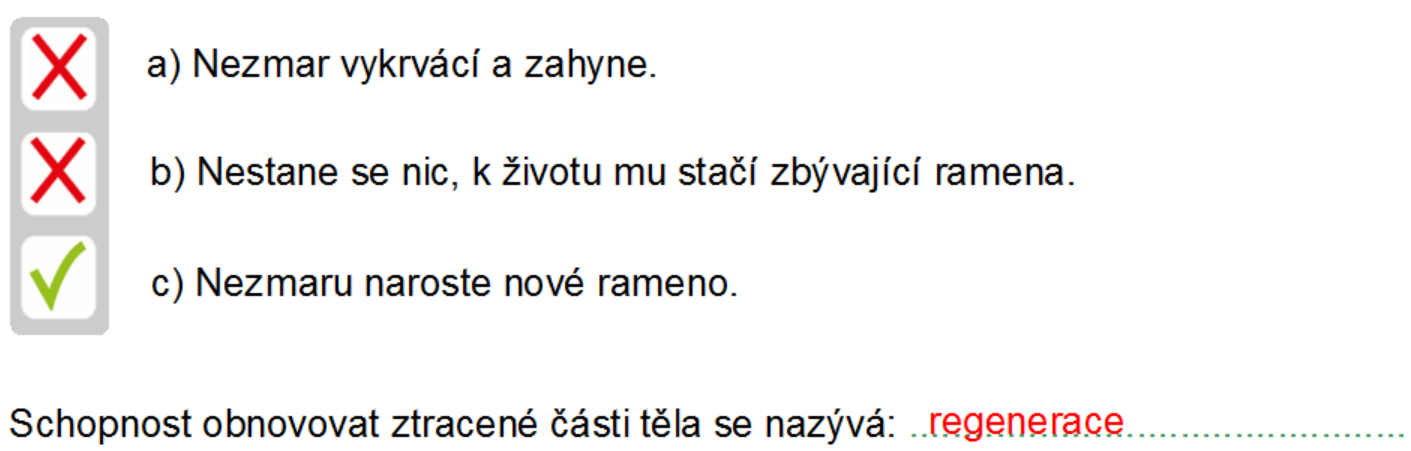 a) Nezmar vykrvácí a zahyne.
b) Nestane se nic, k životu mu stačí zbývající ramena.
c) Nezmaru naroste nové rameno.
Schopnost obnovovat ztracené části těla se nazývá: ..regenerace..............................